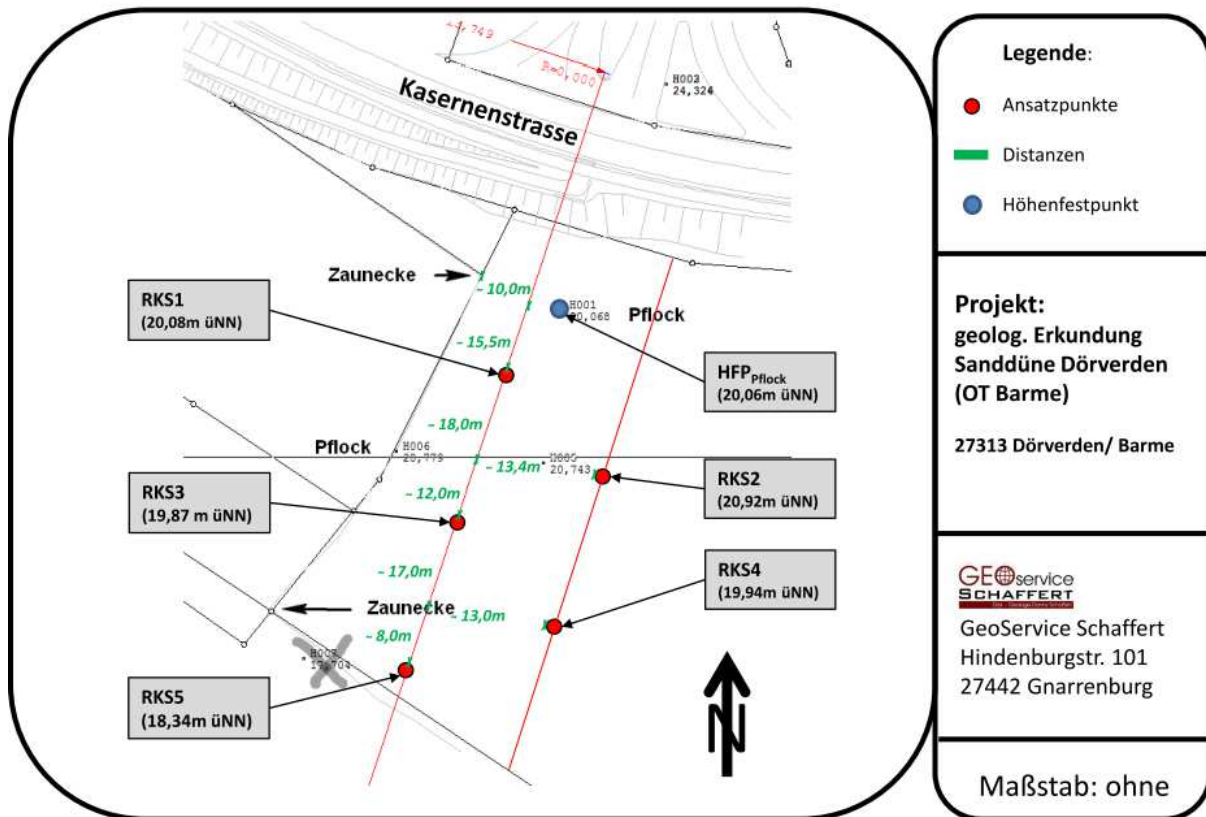 R=0,000
H003
24,324
Kasernenstrasse
Zaunecke
~ 10,0m
RKS1
(20,08m üNN)
H001
Pflock
~ 15,5m
HFP Pflock
(20,06m üNN)
~ 18,0m
Pflock
H006
20,779
~ 13,4m
20,743
RKS2
(20,92m üNN)
RKS3
(19,87 m üNN)
~ 12,0m
~ 17,0m
RKS4
(19,94m üNN)
Zaunecke
~ 13,0m
~ 8,0m
H007
RKS5
(18,34m üNN)
N
Legende:
Ansatzpunkte
Distanzen
Höhenfestpunkt
Projekt:
geolog. Erkundung
Sanddüne Dörverden
(OT Barme)
27313 Dörverden/ Barme
GEOservice
SCHAFFERT
GeoService Schaffert
Hindenburgstr. 101
27442 Gnarrenburg
Maßstab: ohne